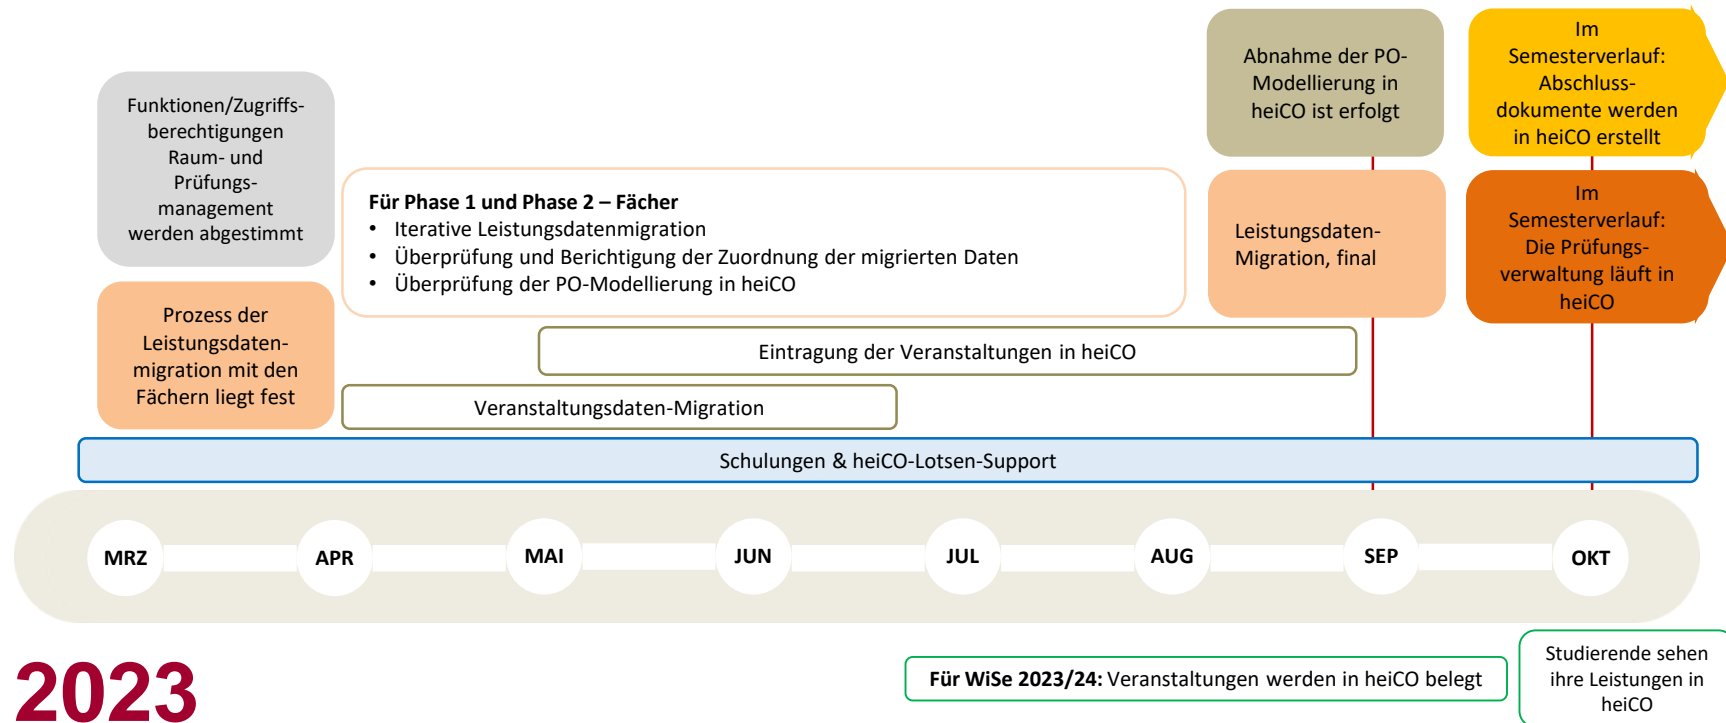 Funktionen/Zugriffs-
berechtigungen
Raum- und
Prüfungs-
management
werden abgestimmt
Prozess der
Leistungsdaten-
migration mit den
Fächern liegt fest
Für Phase 1 und Phase 2 – Fächer
• Iterative Leistungsdatenmigration
• Überprüfung und Berichtigung der Zuordnung der migrierten Daten
• Überprüfung der PO-Modellierung in heiCO
Abnahme der PO-
Modellierung in
heiCO ist erfolgt
Leistungsdaten-
Migration, final
Im
Semesterverlauf:
Abschluss-
dokumente werden
in heiCO erstellt
Im
Semesterverlauf:
Die Prüfungs-
verwaltung läuft in
heiCO
Eintragung der Veranstaltungen in heiCO
Veranstaltungsdaten-Migration
Schulungen & heiCO-Lotsen-Support
MRZ
APR
MAI
JUN
JUL
AUG
SEP
OKT
2023
Für WiSe 2023/24: Veranstaltungen werden in heiCO belegt
Studierende sehen
ihre Leistungen in
heiCO